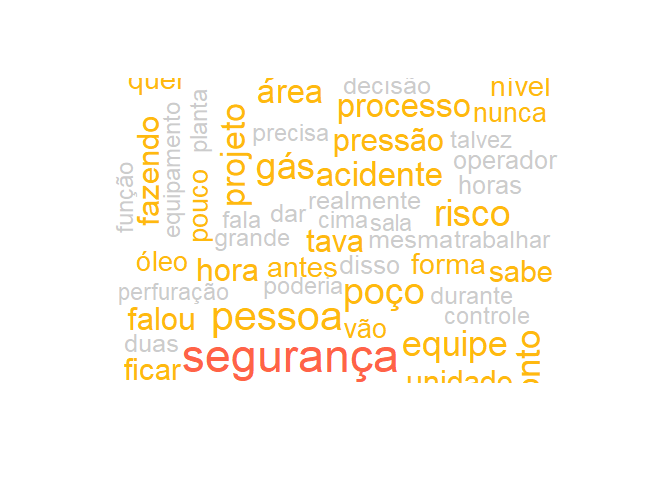 quer
área
decisão
nível
processo
nunca
planta
equipamento
fazendo
projeto
precisa
pressão
talvez
gás
acidente
operador
função
pouco
horas
realmente
fala
dar
cima
sala
risco
grande
tava
mesma
trabalhar
óleo
hora
antes
disso
forma
sabe
perfuração
poderia
poço
durante
falou
pessoa
vão
controle
duas
segurança
equipe
ficar
unidade